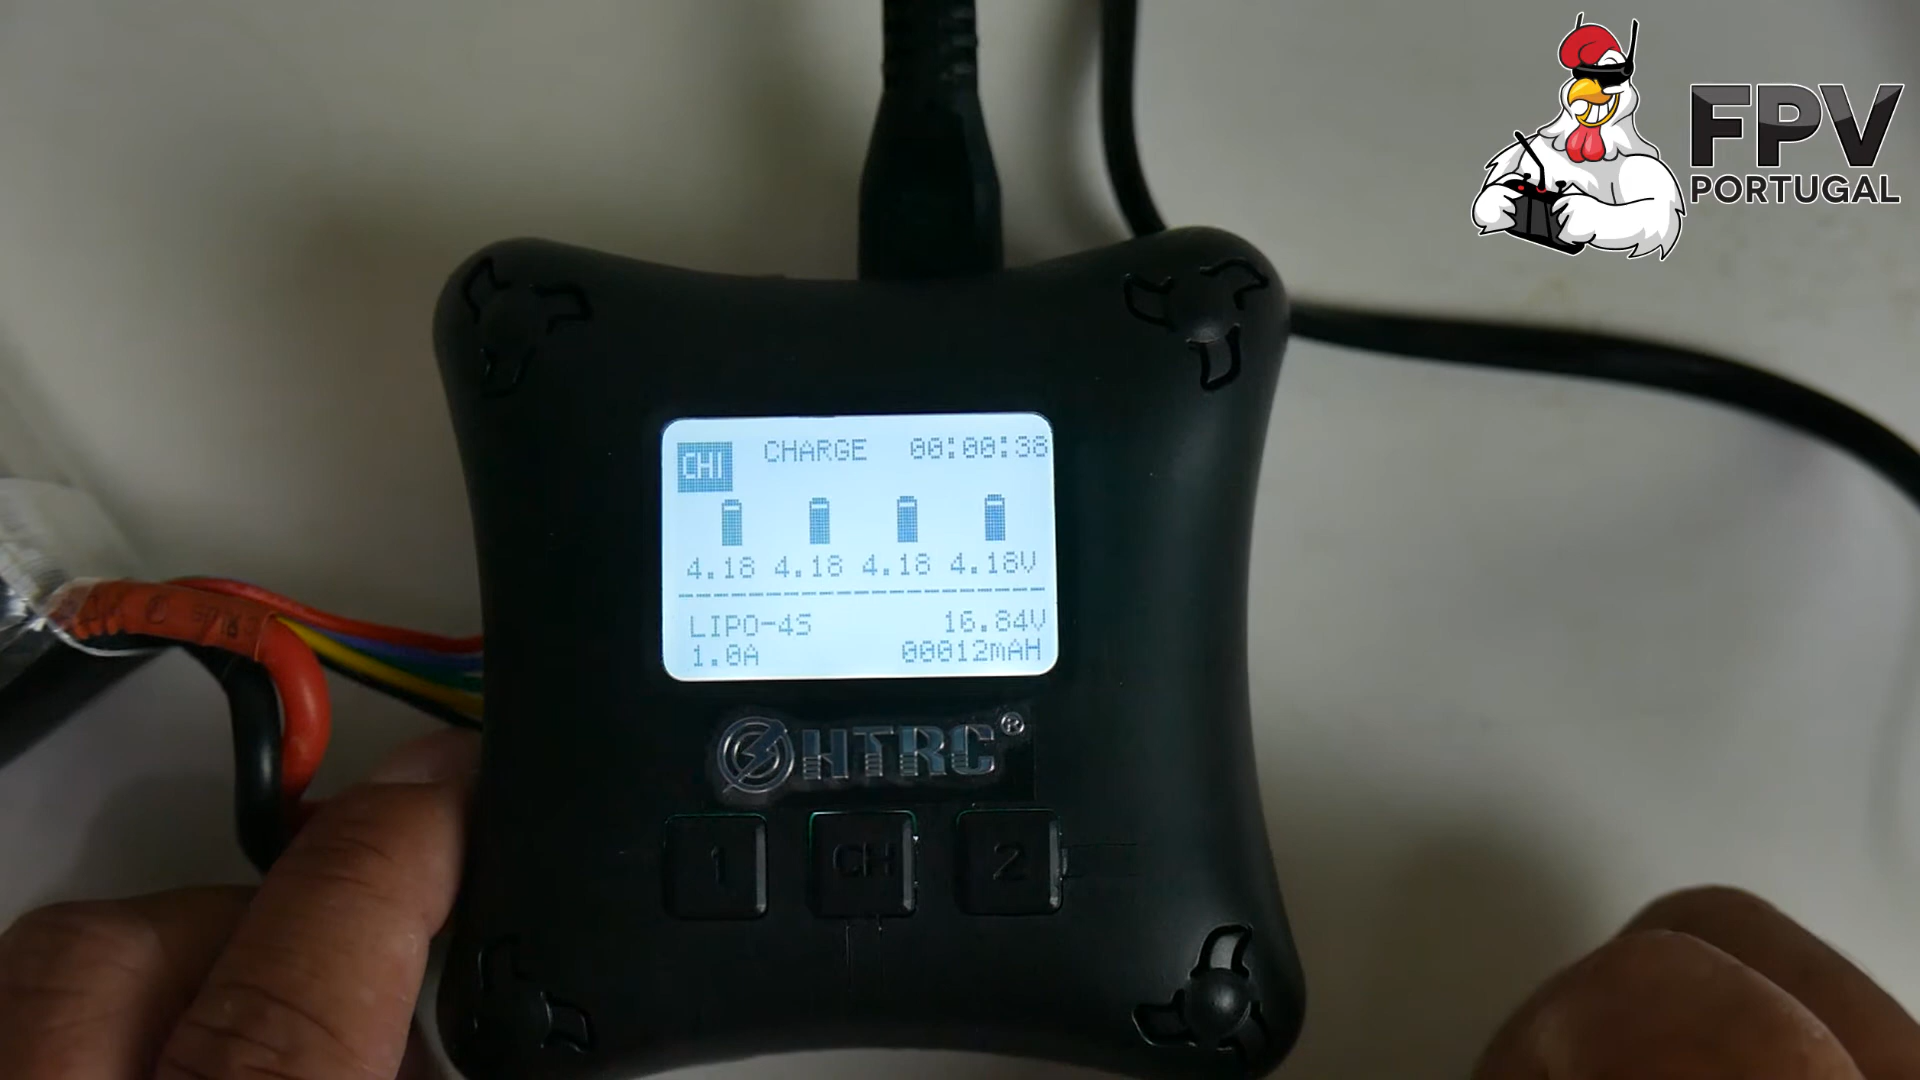 FPV
PORTUGAL
CH1 CHARGE 00:00:38
4.18 4.18 4.18 4.18V
LIPO-4S 16.84V
1.0A 00012mAH
HTRC®
1 CH 2